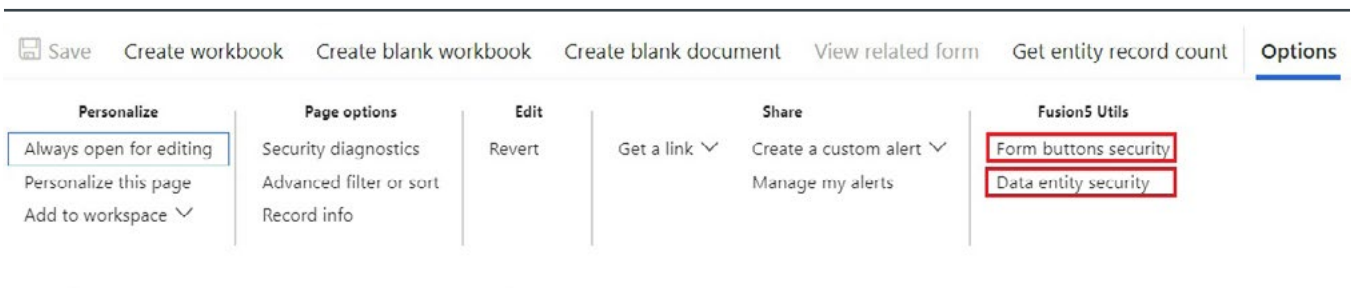 Save Create workbook Create blank workbook Create blank document View related form Get entity record count Options
Personalize Page options Edit Share Fusion5 Utils
Always open for editing Security diagnostics Revert Get a link Create a custom alert Form buttons security
Personalize this page Advanced filter or sort Manage my alerts Data entity security
Add to workspace Record info